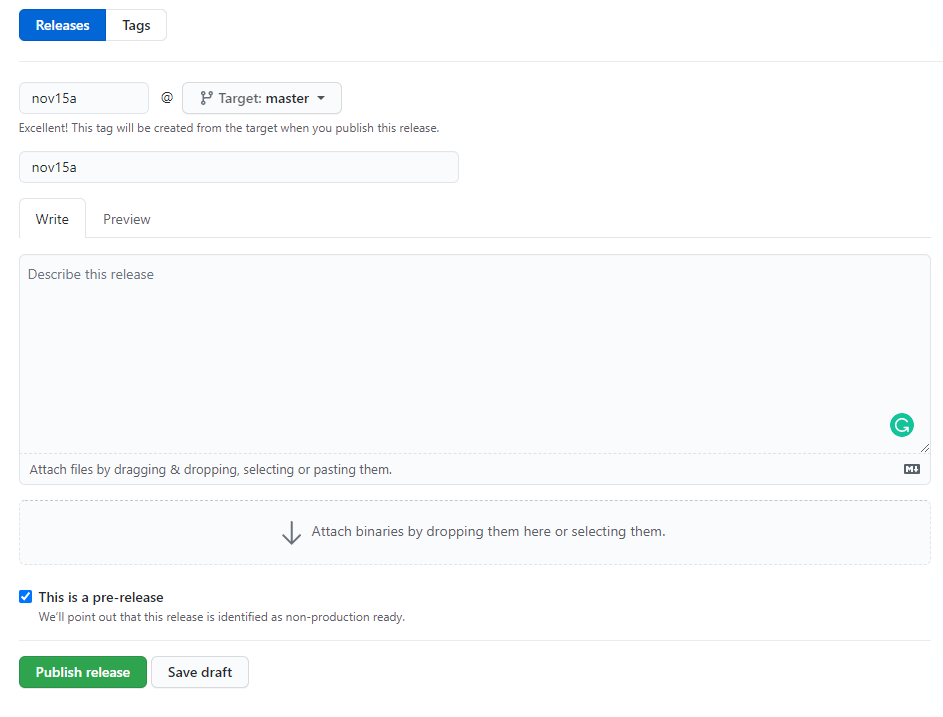 Releases Tags
nov15a @ Target: master
Excellent! This tag will be created from the target when you publish this release.
nov15a
Write Preview
Describe this release
Attach files by dragging & dropping, selecting or pasting them.
Attach binaries by dropping them here or selecting them.
This is a pre-release
We’ll point out that this release is identified as non-production ready.
Publish release Save draft